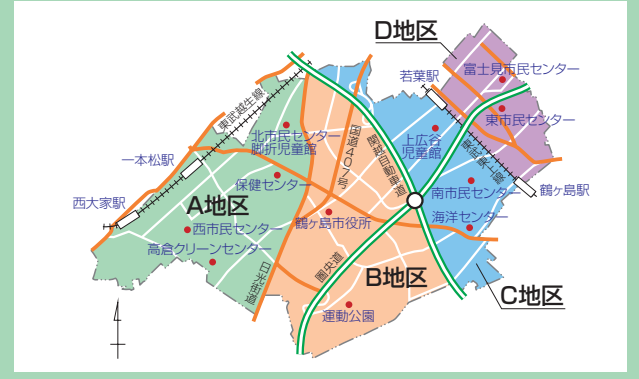 D地区
富士見市民センター
若葉駅
東武越生線
東市民センター
北市民センター
脚折児童館
国道407号
関越自動車道
上広谷
児童館
東武東上線
一本松駅
保健センター
南市民センター
鶴ヶ島駅
西大家駅
A地区
鶴ヶ島市役所
海洋センター
西市民センター
高倉クリーンセンター
日光街道
圏央道
B地区
C地区
運動公園